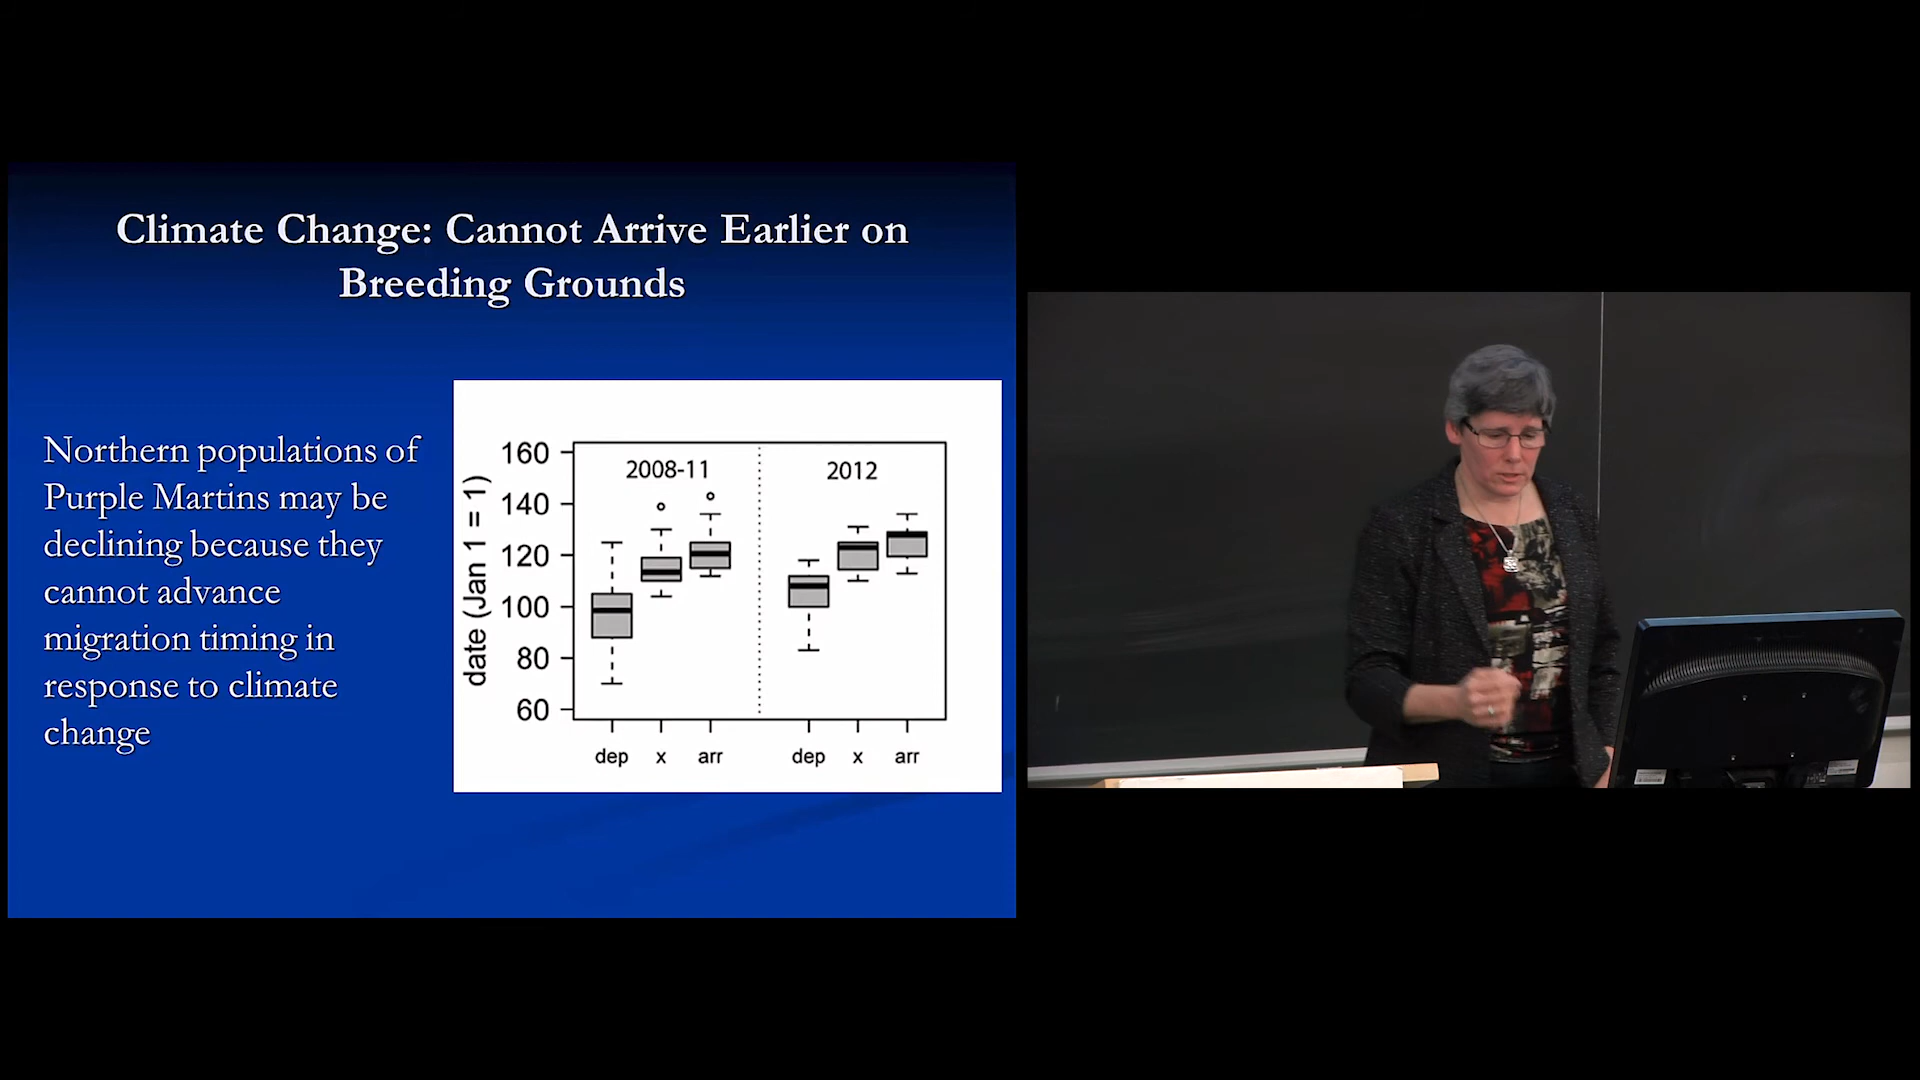 Climate Change: Cannot Arrive Earlier on
Breeding Grounds
Northern populations of
Purple Martins may be
declining because they
cannot advance
migration timing in
response to climate
change
date (Jan 1 = 1)
160
140
120
100
80
60
2008-11
2012
dep x arr dep x arr